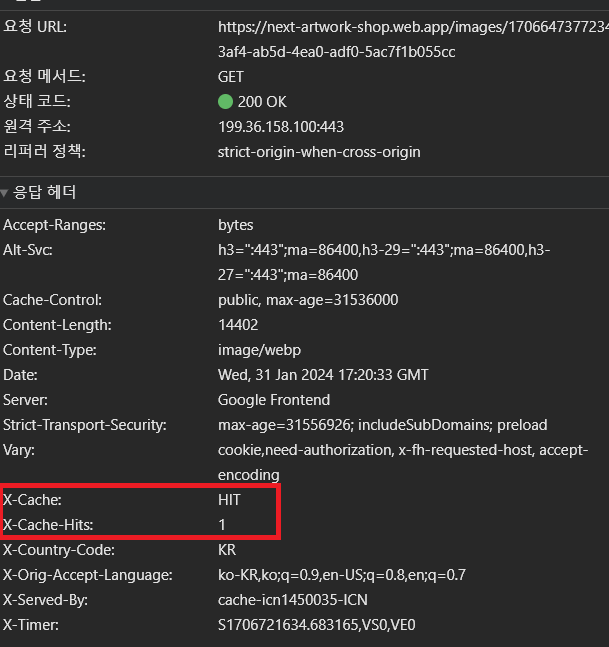 요청 URL: https://next-artwork-shop.web.app/images/1706647377234
3af4-ab5d-4ea0-adf0-5ac7f1b055cc
요청 메서드: GET
상태 코드: 200 OK
원격 주소: 199.36.158.100:443
리퍼러 정책: strict-origin-when-cross-origin
응답 헤더
Accept-Ranges: bytes
Alt-Svc: h3=":443";ma=86400,h3-29=":443";ma=86400,h3-
27=":443";ma=86400
Cache-Control: public, max-age=31536000
Content-Length: 14402
Content-Type: image/webp
Date: Wed, 31 Jan 2024 17:20:33 GMT
Server: Google Frontend
Strict-Transport-Security: max-age=31556926; includeSubDomains; preload
Vary: cookie,need-authorization, x-fh-requested-host, accept-
encoding
X-Cache: HIT
X-Cache-Hits: 1
X-Country-Code: KR
X-Orig-Accept-Language: ko-KR,ko;q=0.9,en-US;q=0.8,en;q=0.7
X-Served-By: cache-icn1450035-ICN
X-Timer: S1706721634.683165,VS0,VE0